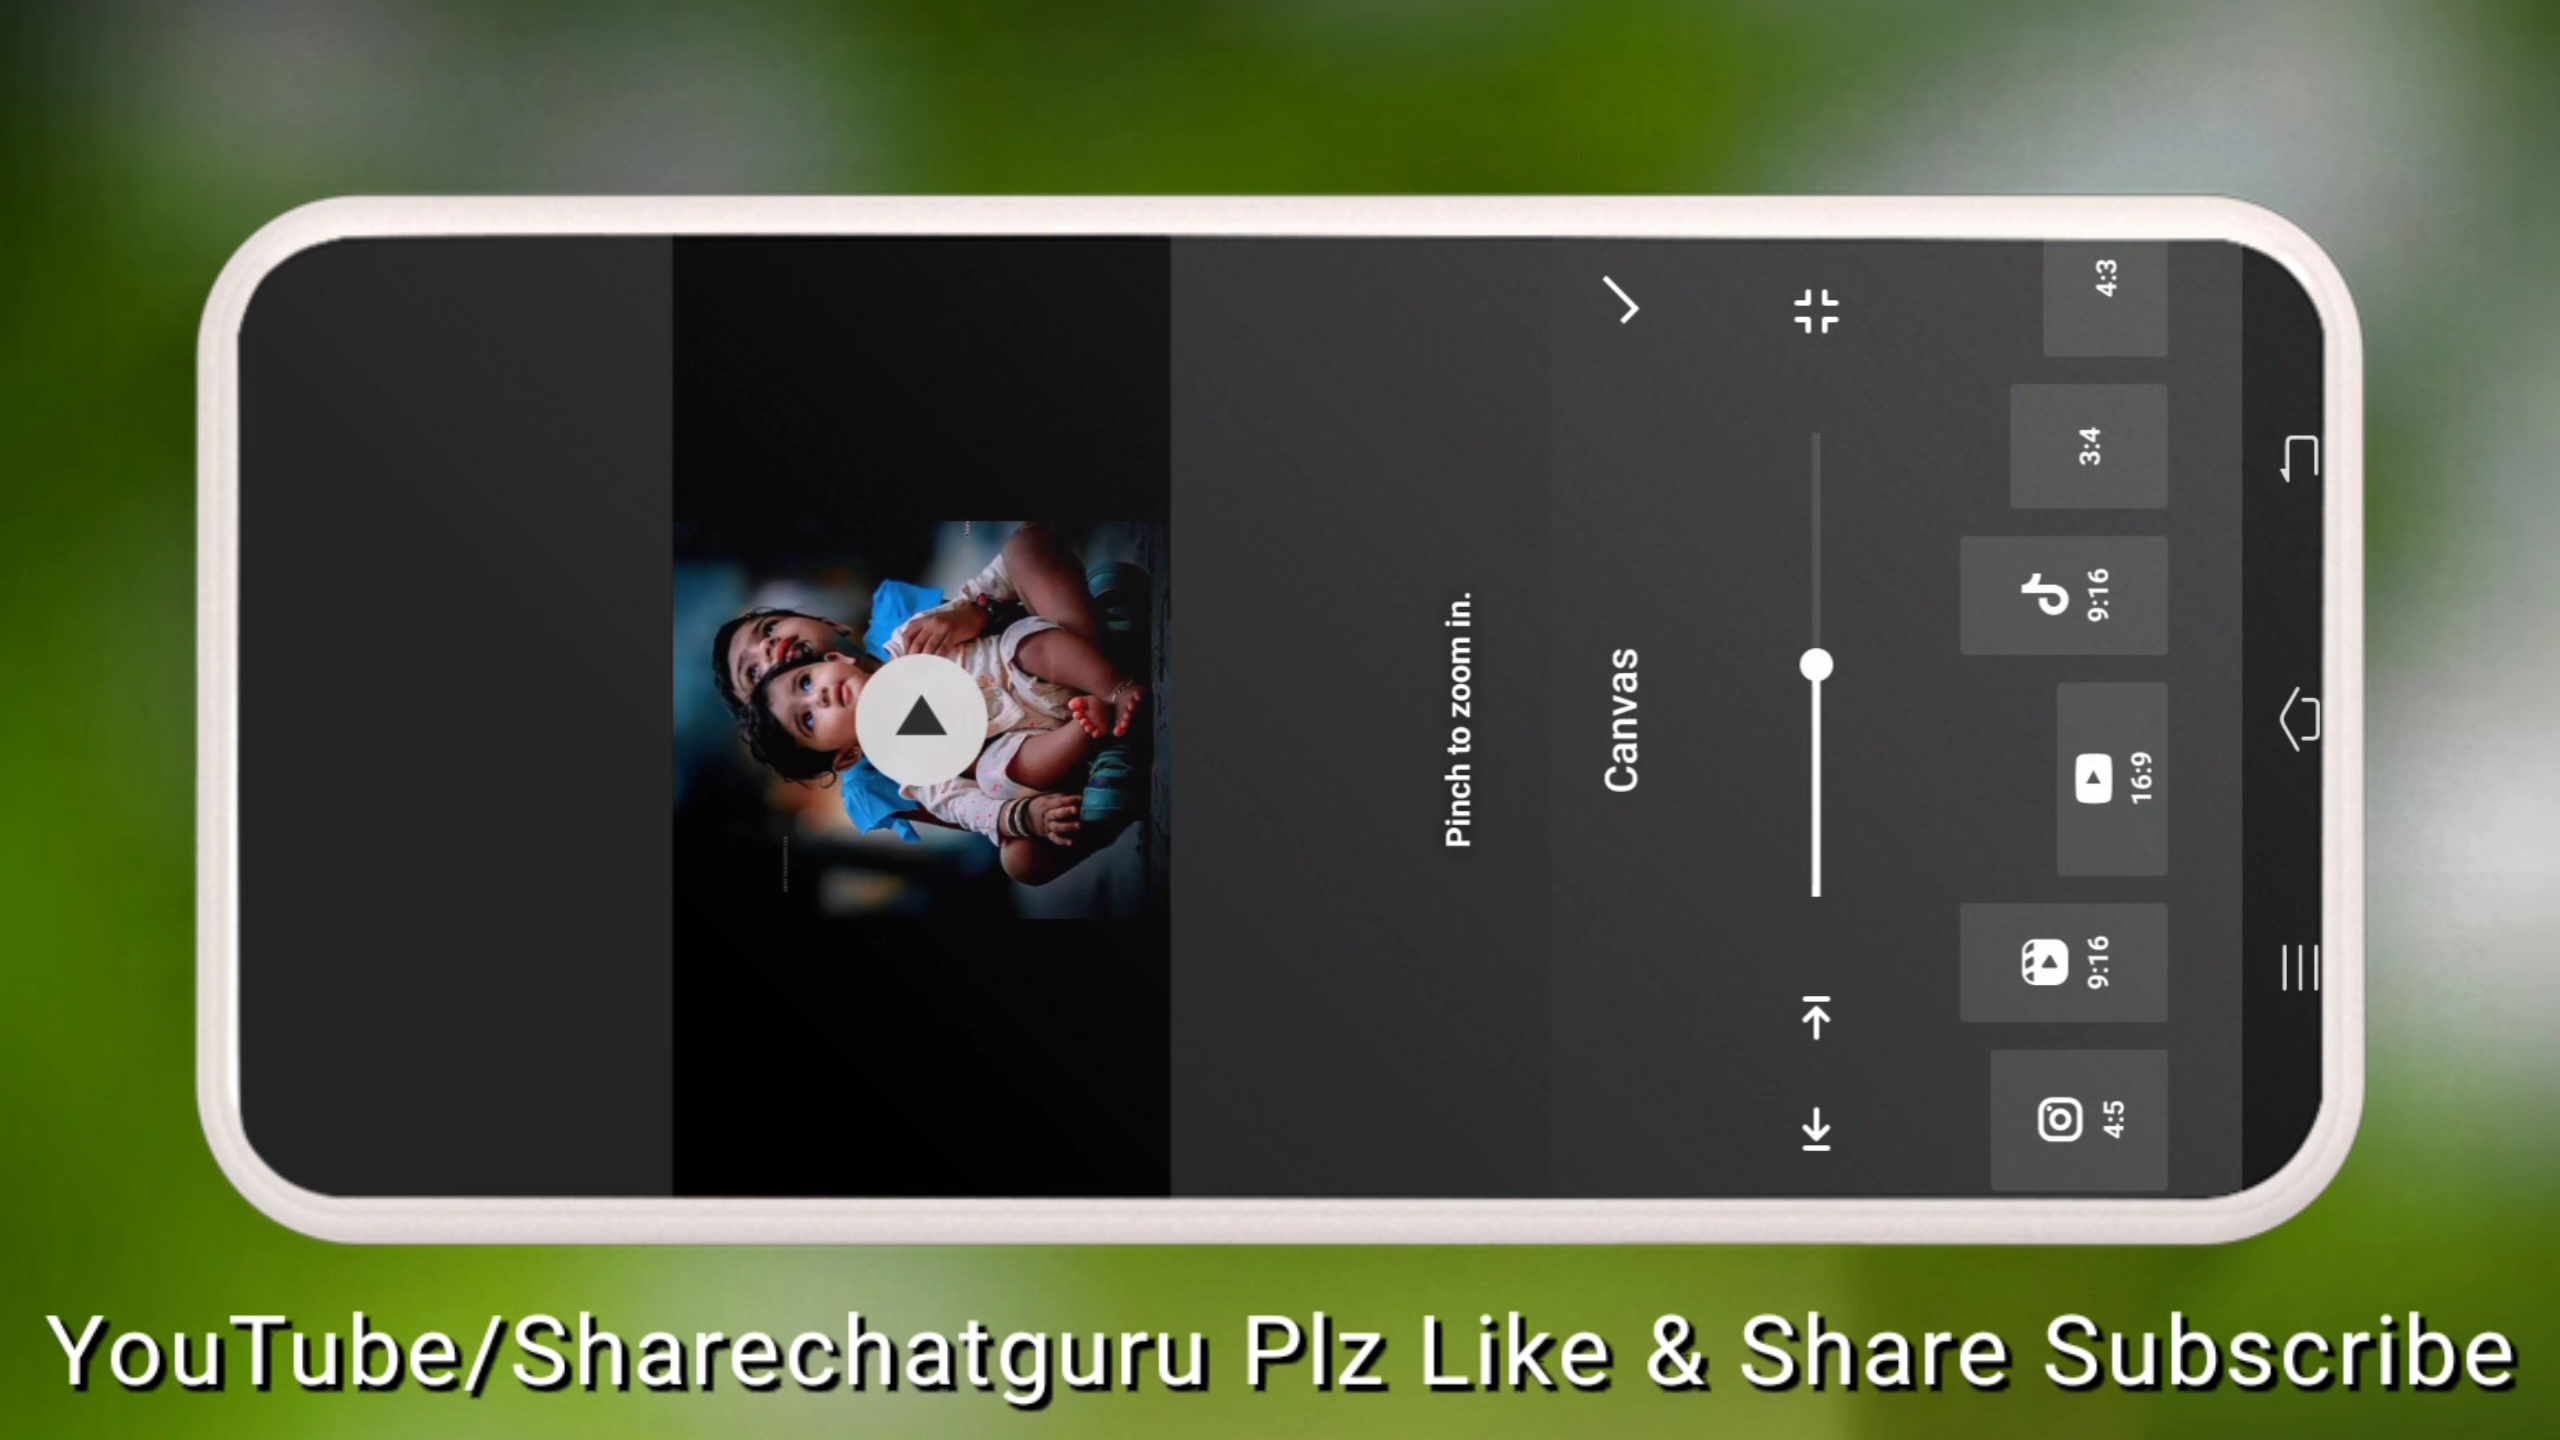 Pinch to zoom in.
Canvas
4:5
9:16
16:9
9:16
3:4
4:3
YouTube/Sharechatguru Plz Like & Share Subscribe